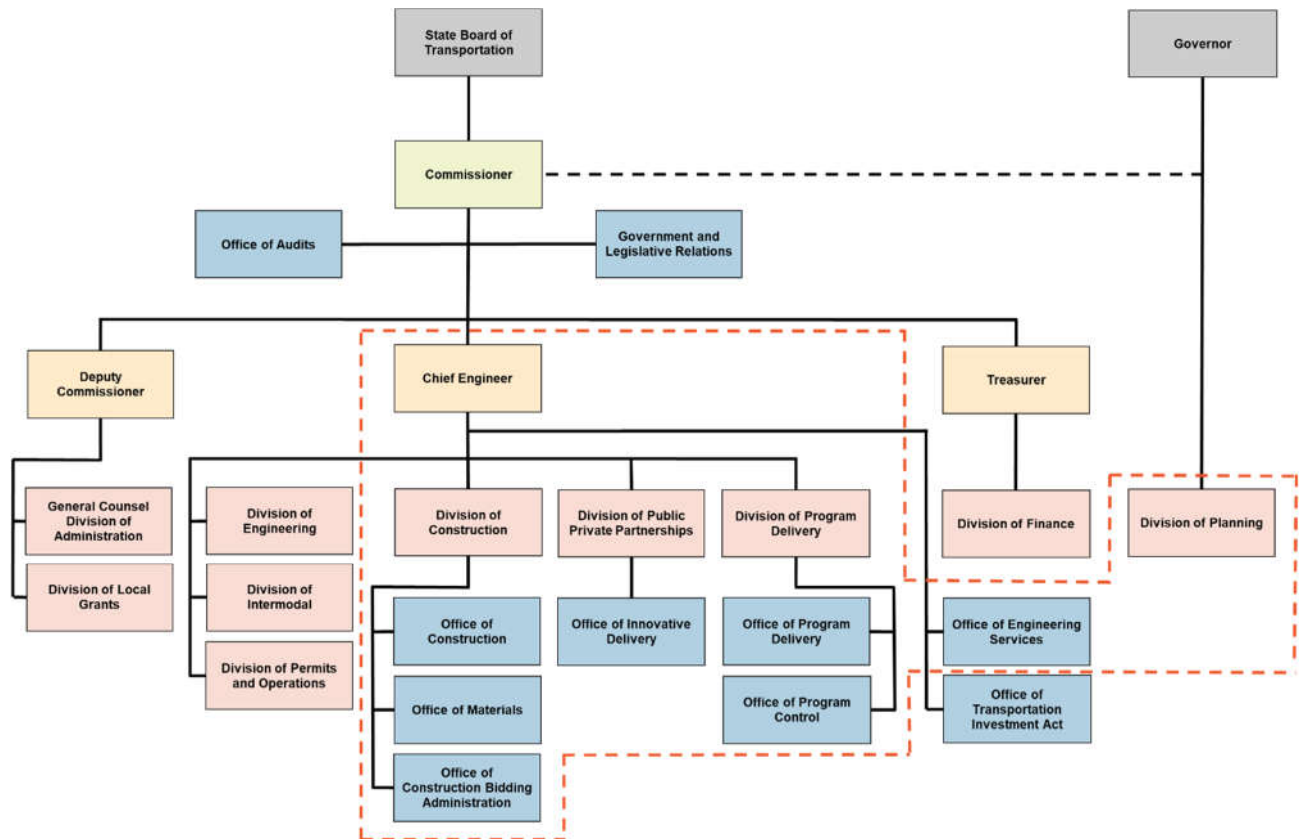 State Board of
Transportation
Governor
Commissioner
Office of Audits
Government and
Legislative Relations
Deputy
Commissioner
Chief Engineer
Treasurer
General Counsel
Division of
Administration
Division of
Engineering
Division of
Construction
Division of Public
Private Partnerships
Division of Program
Delivery
Division of Finance
Division of Planning
Division of Local
Grants
Division of
Intermodal
Office of
Construction
Office of Innovative
Delivery
Office of Program
Delivery
Office of Engineering
Services
Division of Permits
and Operations
Office of Materials
Office of Program
Control
Office of
Transportation
Investment Act
Office of
Construction Bidding
Administration